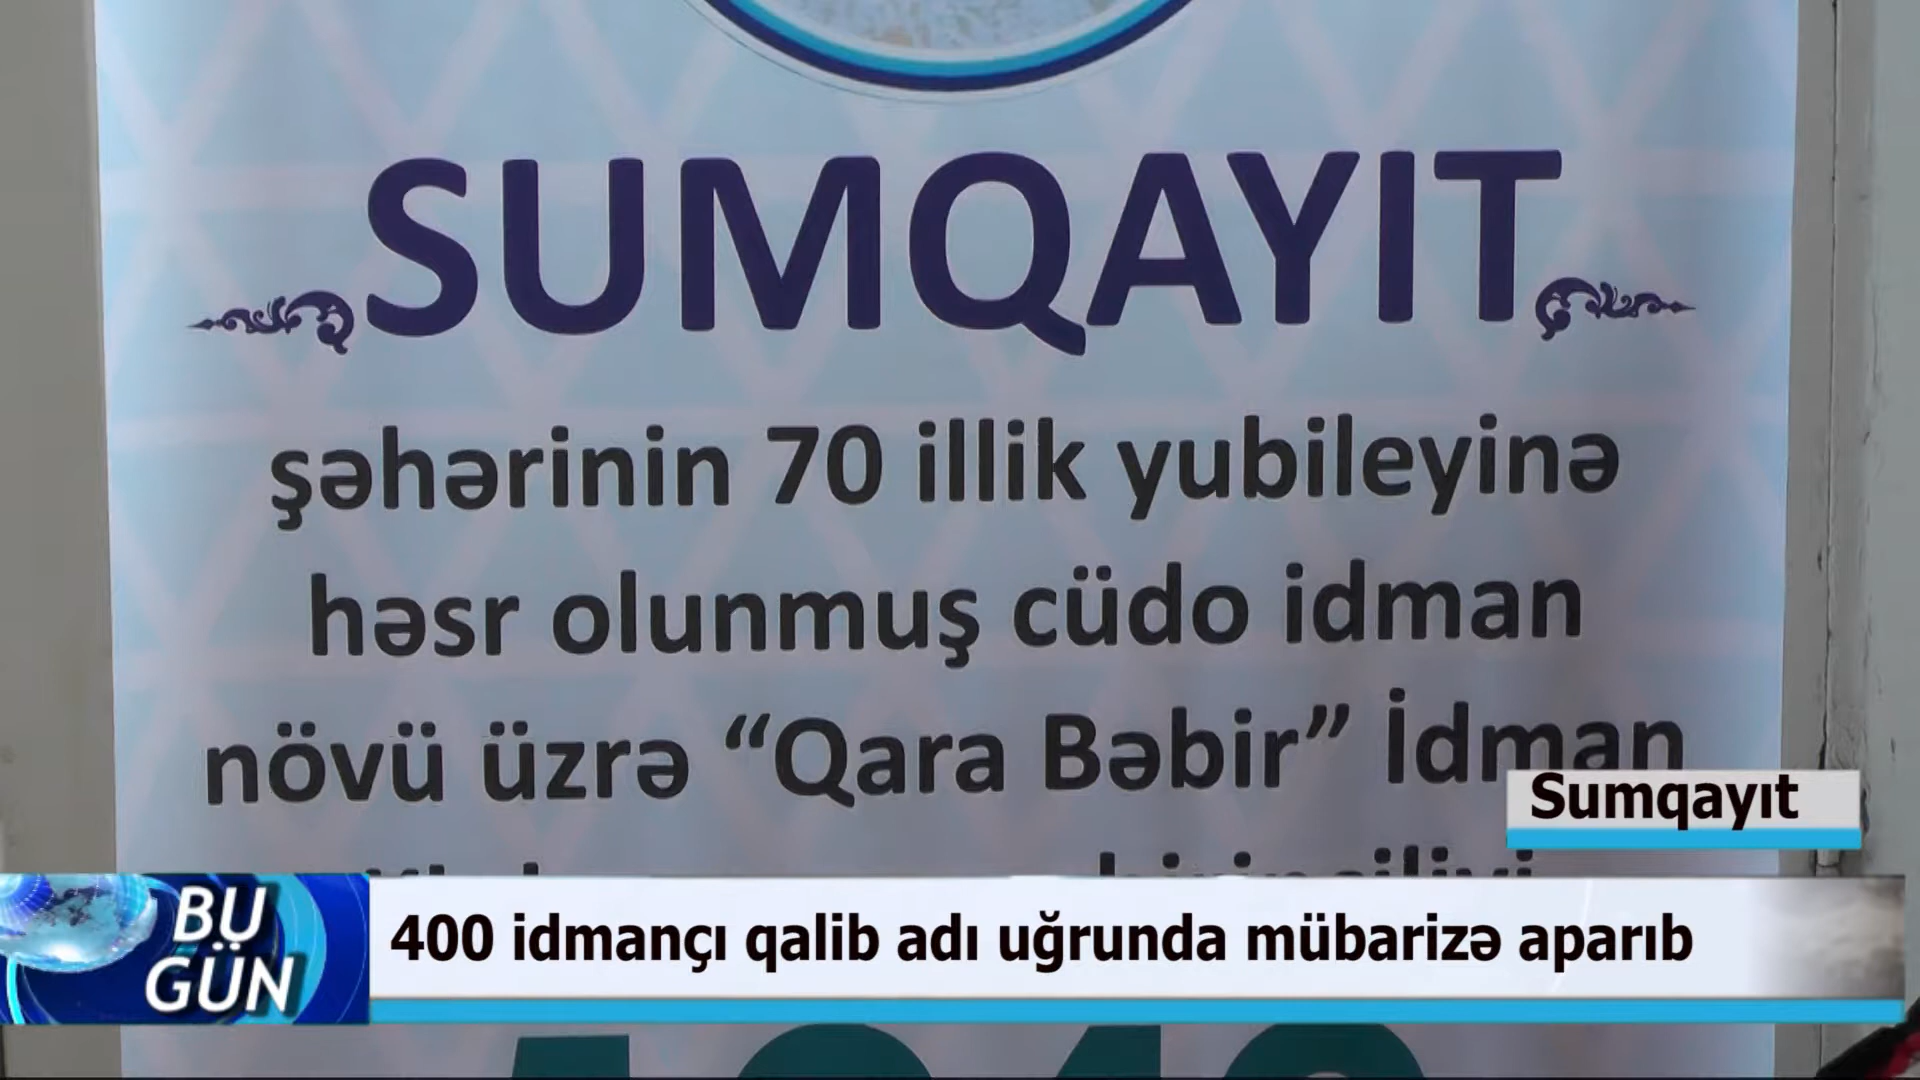 SUMQAYIT
şəhərinin 70 illik yubileyinə
həsr olunmuş cüdo idman
növü üzrə “Qara Bəbir” İdman
Sumqayıt
BU
GÜN
400 idmançı qalib adı uğrunda mübarizə aparıb